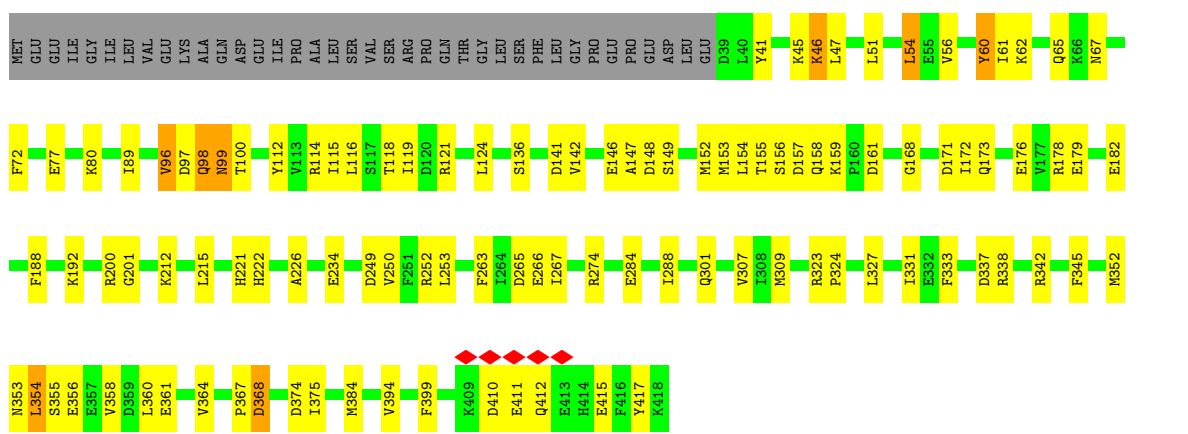 MET GLU GLU ILE GLY ILE LEU VAL GLU LYS ALA GLN ASP GLU ILE PRO ALA LEU SER VAL SER ARG PRO GLN THR GLY LEU SER PHE LEU GLY PRO GLU PRO GLU ASP LEU GLU D39 L40 Y41 K45 K46 L47 L51 L54 E55 V56 Y60 I61 K62 Q65 K66 N67
F72 E77 K80 I89 V96 D97 Q98 N99 T100 Y112 V113 R114 I115 L116 S117 T118 I119 D120 R121 L124 S136 D141 V142 E146 A147 D148 S149 M152 M153 L154 T155 S156 D157 Q158 K159 P160 D161 G168 D171 I172 Q173 E176 V177 R178 E179 E182
F188 K192 R200 G201 K212 L215 H221 H222 A226 E234 D249 V250 F251 R252 L253 F263 I264 D265 E266 I267 R274 E284 I288 Q301 V307 I308 M309 R323 P324 L327 I331 E332 F333 D337 R338 R342 F345 M352
N353 L354 S355 E356 E357 V358 D359 L360 E361 V364 P367 D368 D374 I375 M384 V394 F399 K409 D410 E411 Q412 E413 H414 E415 F416 Y417 K418